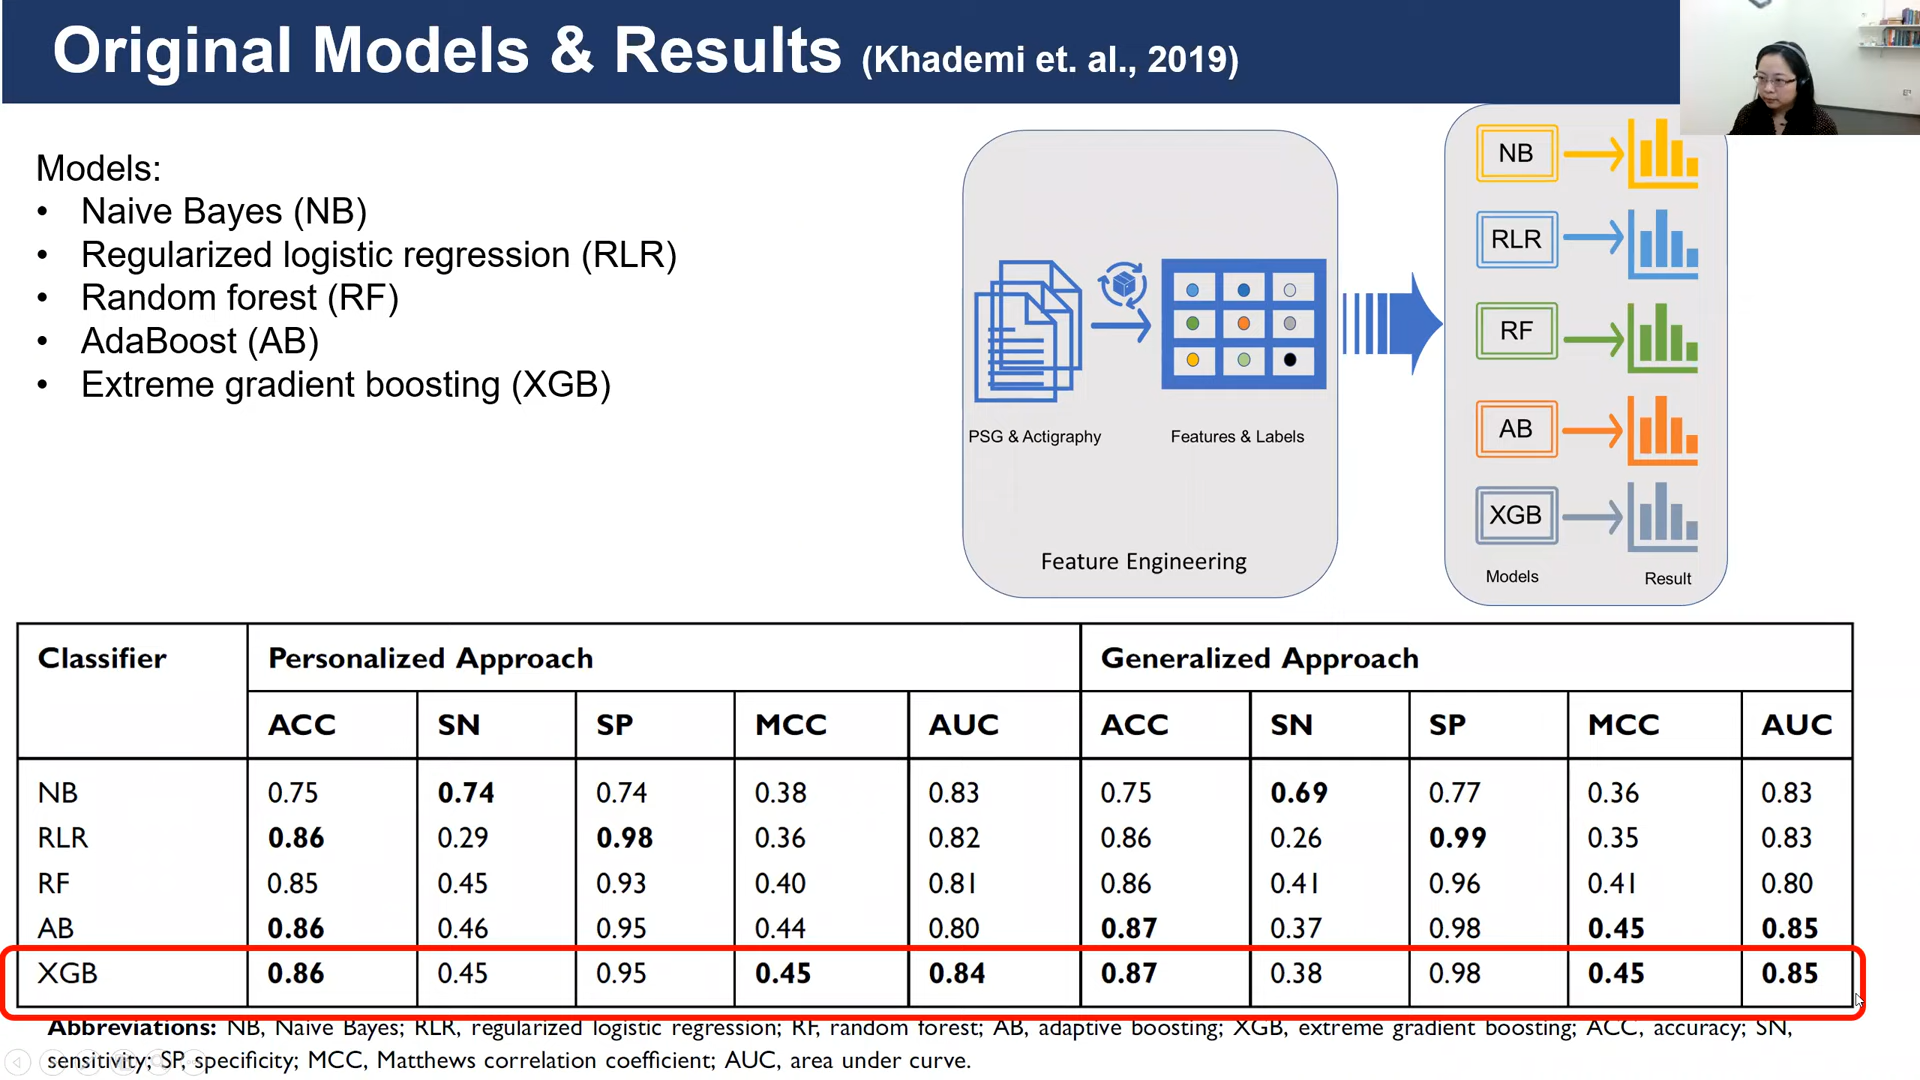 Original Models & Results (Khademi et. al., 2019)
Models:
• Naive Bayes (NB)
• Regularized logistic regression (RLR)
• Random forest (RF)
• AdaBoost (AB)
• Extreme gradient boosting (XGB)
PSG & Actigraphy
Features & Labels
Feature Engineering
NB
RLR
RF
AB
XGB
Models Result
Classifier Personalized Approach Generalized Approach
ACC SN SP MCC AUC ACC SN SP MCC AUC
NB 0.75 0.74 0.74 0.38 0.83 0.75 0.69 0.77 0.36 0.83
RLR 0.86 0.29 0.98 0.36 0.82 0.86 0.26 0.99 0.35 0.83
RF 0.85 0.45 0.93 0.40 0.81 0.86 0.41 0.96 0.41 0.80
AB 0.86 0.46 0.95 0.44 0.80 0.87 0.37 0.98 0.45 0.85
XGB 0.86 0.45 0.95 0.45 0.84 0.87 0.38 0.98 0.45 0.85
Abbreviations: NB, Naive Bayes; RLR, regularized logistic regression; RF, random forest; AB, adaptive boosting; XGB, extreme gradient boosting; ACC, accuracy; SN,
sensitivity; SP, specificity; MCC, Matthews correlation coefficient; AUC, area under curve.